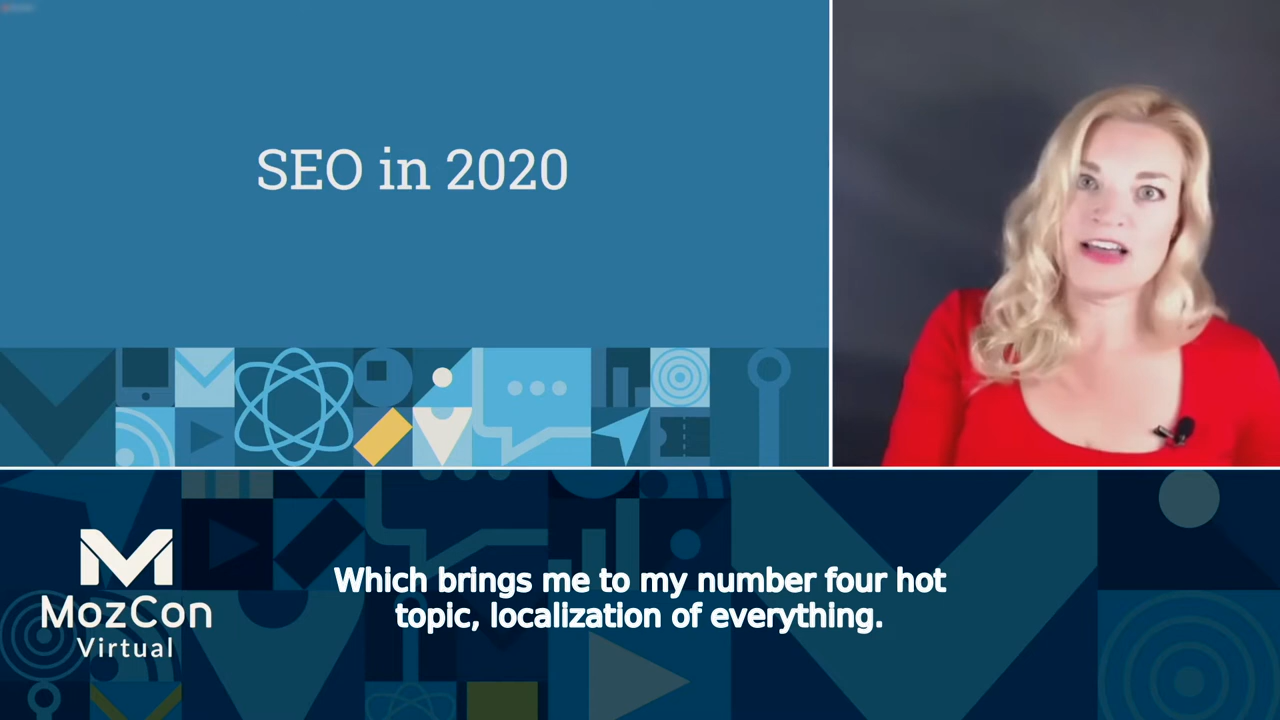 SEO in 2020
Which brings me to my number four hot
topic, localization of everything.
MozCon
Virtual